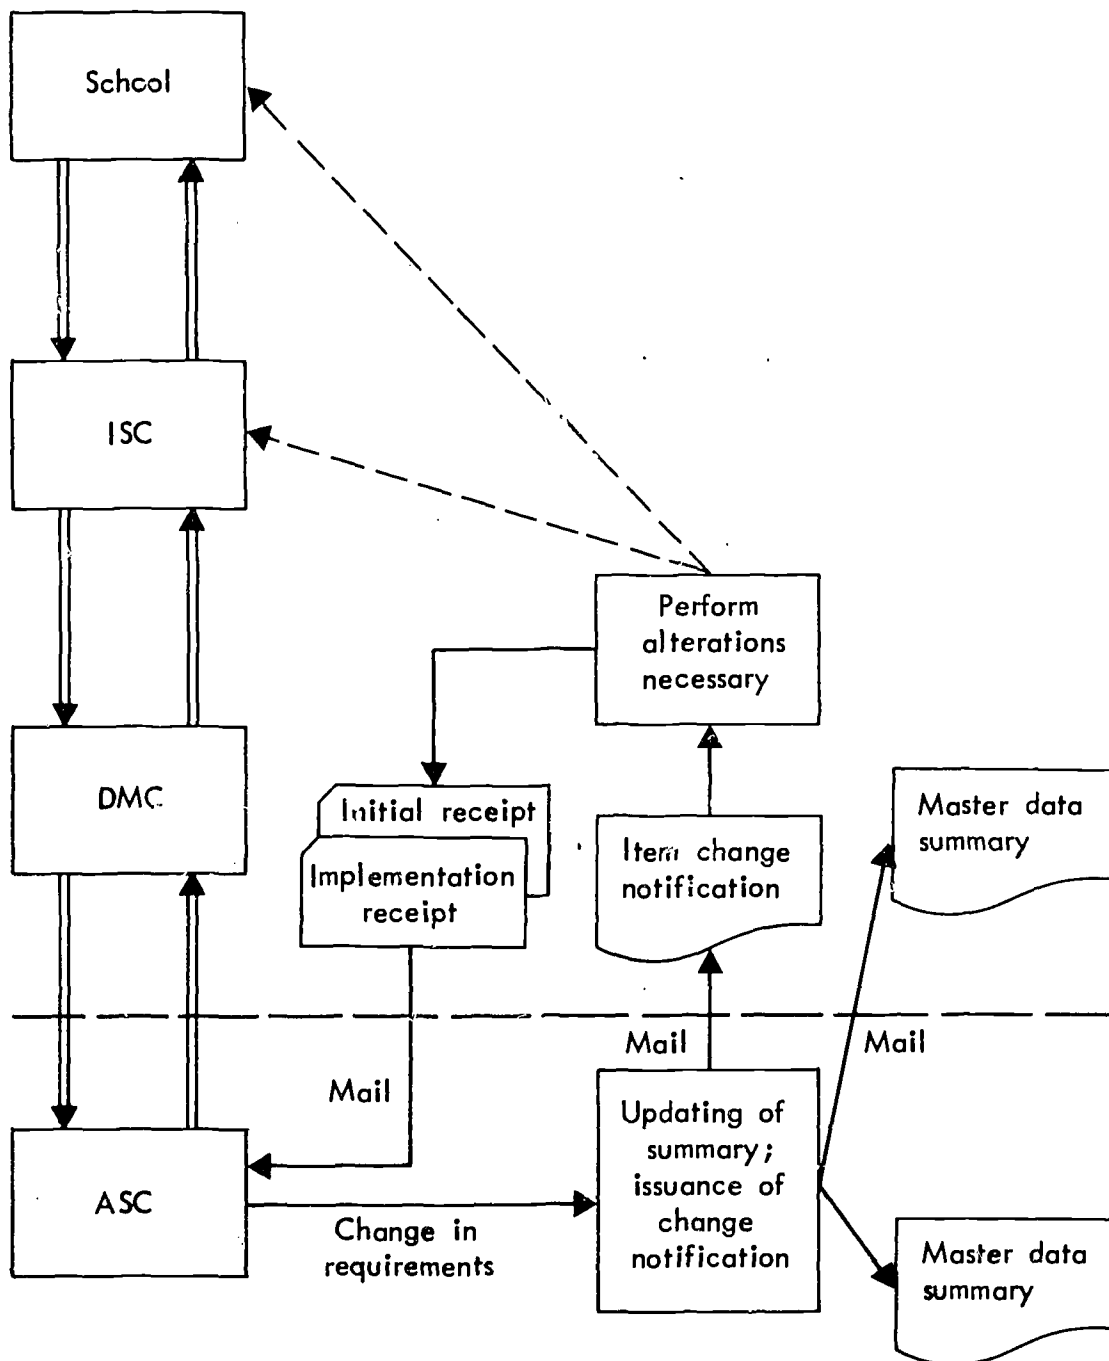 School
ISC
Perform
alterations
necessary
DMC
Initial receipt
Implementation
receipt
Item change
notification
Master data
summary
Mail
Mail
Mail
ASC
Change in
requirements
Updating of
summary;
issuance of
change
notification
Master data
summary